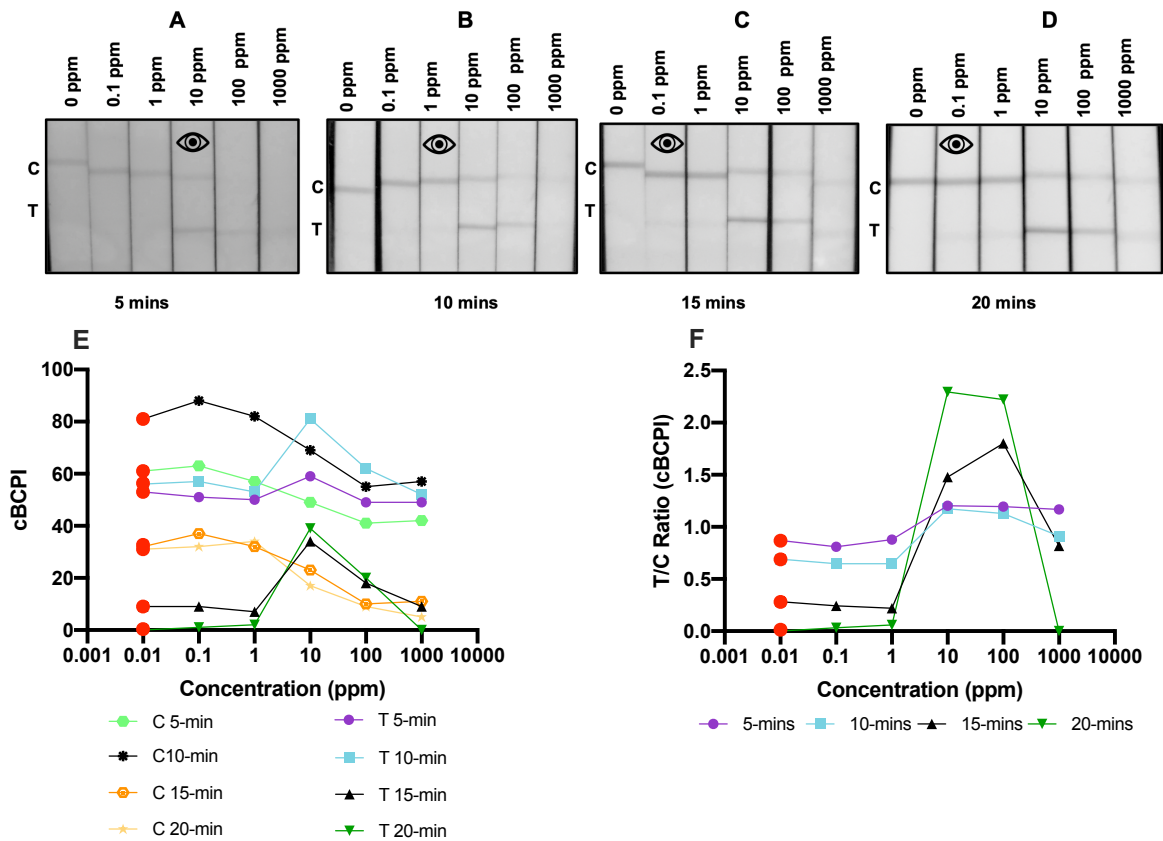 A
B
C
D
0 ppm
0.1 ppm
1 ppm
10 ppm
100 ppm
1000 ppm
0 ppm
0.1 ppm
1 ppm
10 ppm
100 ppm
1000 ppm
0 ppm
0.1 ppm
1 ppm
10 ppm
100 ppm
1000 ppm
0 ppm
0.1 ppm
1 ppm
10 ppm
100 ppm
1000 ppm
C
T
C
T
C
T
C
T
5 mins
10 mins
15 mins
20 mins
E
100
80
60
40
20
0
cBCPI
0.001 0.01 0.1 1 10 100 1000 10000
Concentration (ppm)
C 5-min
T 5-min
C10-min
T 10-min
C 15-min
T 15-min
C 20-min
T 20-min
F
2.5
2.0
1.5
1.0
0.5
0.0
T/C Ratio (cBCPI)
0.001 0.01 0.1 1 10 100 1000 10000
Concentration (ppm)
5-mins 10-mins 15-mins 20-mins